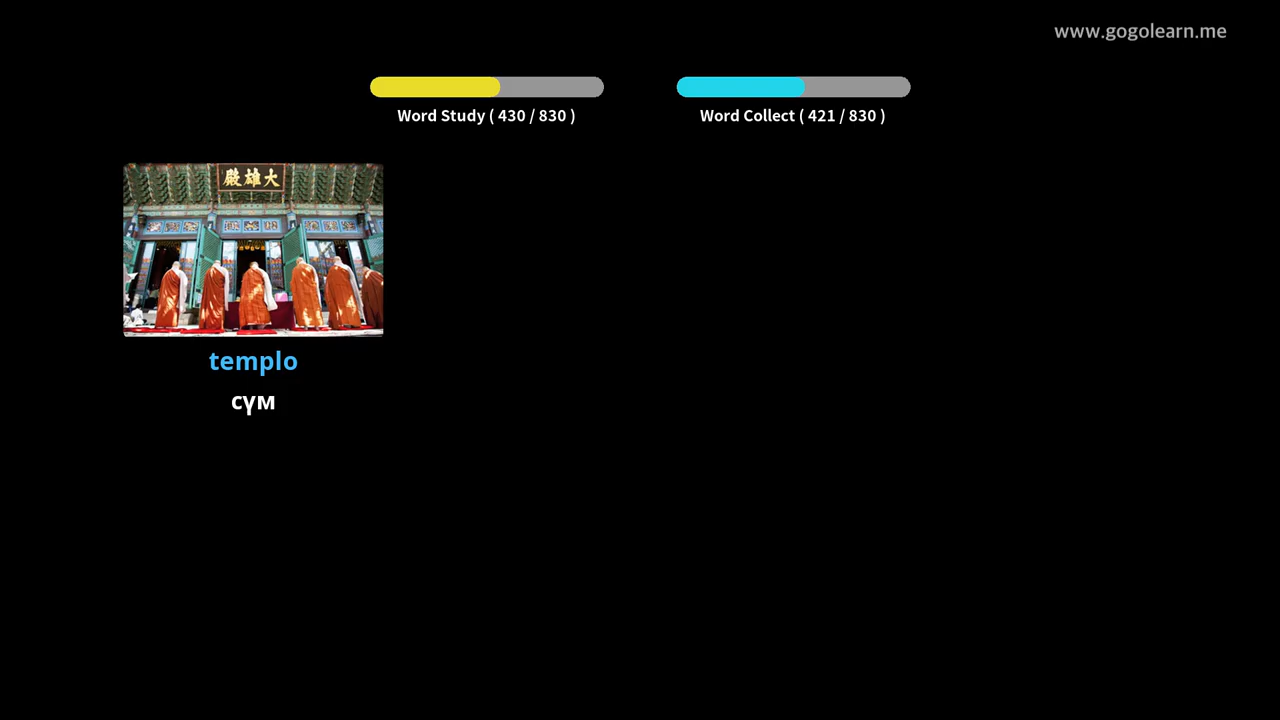 www.gogolearn.me
Word Study ( 430 / 830 )
Word Collect ( 421 / 830 )
殿雄大
templo
сүм